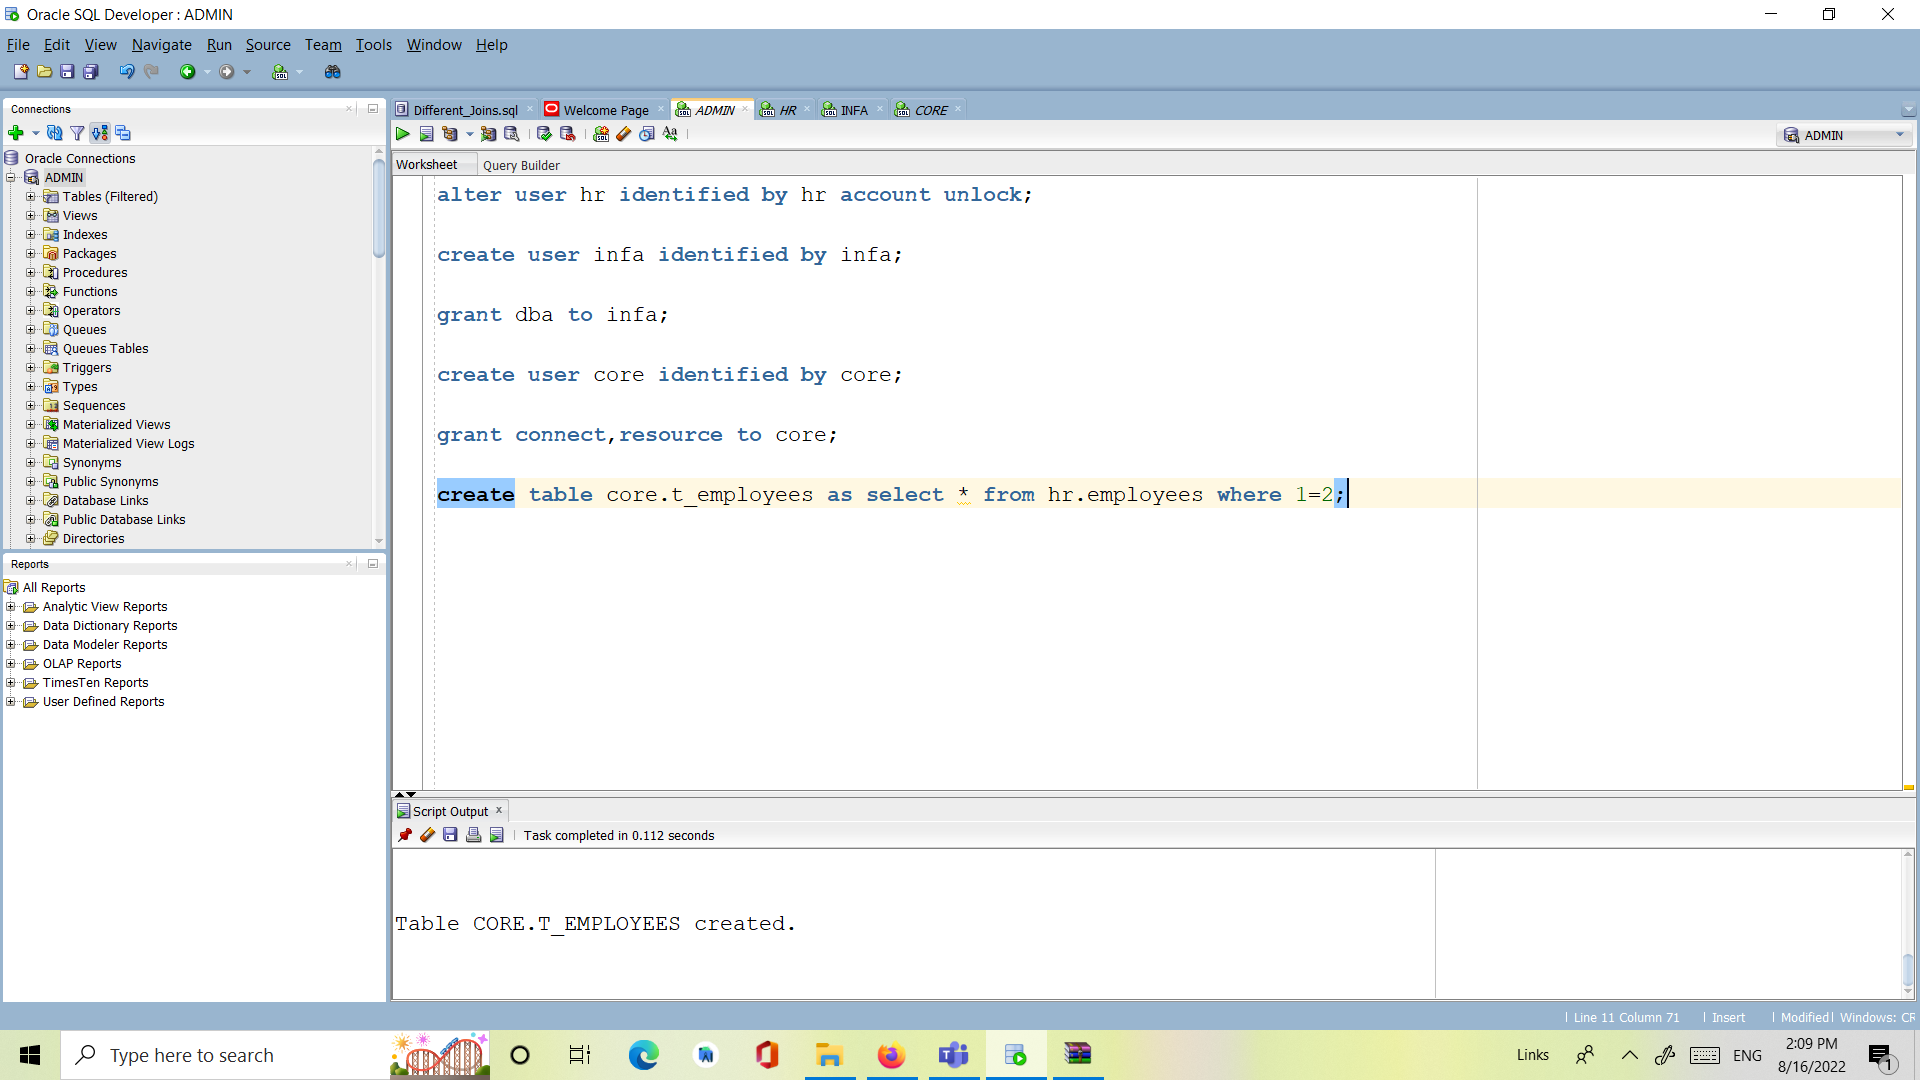 Oracle SQL Developer : ADMIN
File Edit View Navigate Run Source Team Tools Window Help
Connections
Oracle Connections
ADMIN
Tables (Filtered)
Views
Indexes
Packages
Procedures
Functions
Operators
Queues
Queues Tables
Triggers
Types
Sequences
Materialized Views
Materialized View Logs
Synonyms
Public Synonyms
Database Links
Public Database Links
Directories
Reports
All Reports
Analytic View Reports
Data Dictionary Reports
Data Modeler Reports
OLAP Reports
TimesTen Reports
User Defined Reports
Different_Joins.sql Welcome Page ADMIN HR INFA CORE
ADMIN
Worksheet Query Builder
alter user hr identified by hr account unlock;
create user infa identified by infa;
grant dba to infa;
create user core identified by core;
grant connect,resource to core;
create table core.t_employees as select * from hr.employees where 1=2;
Script Output
Task completed in 0.112 seconds
Table CORE.T_EMPLOYEES created.
Line 11 Column 71 Insert Modified Windows: CR
Type here to search
Links
ENG
2:09 PM
8/16/2022
1